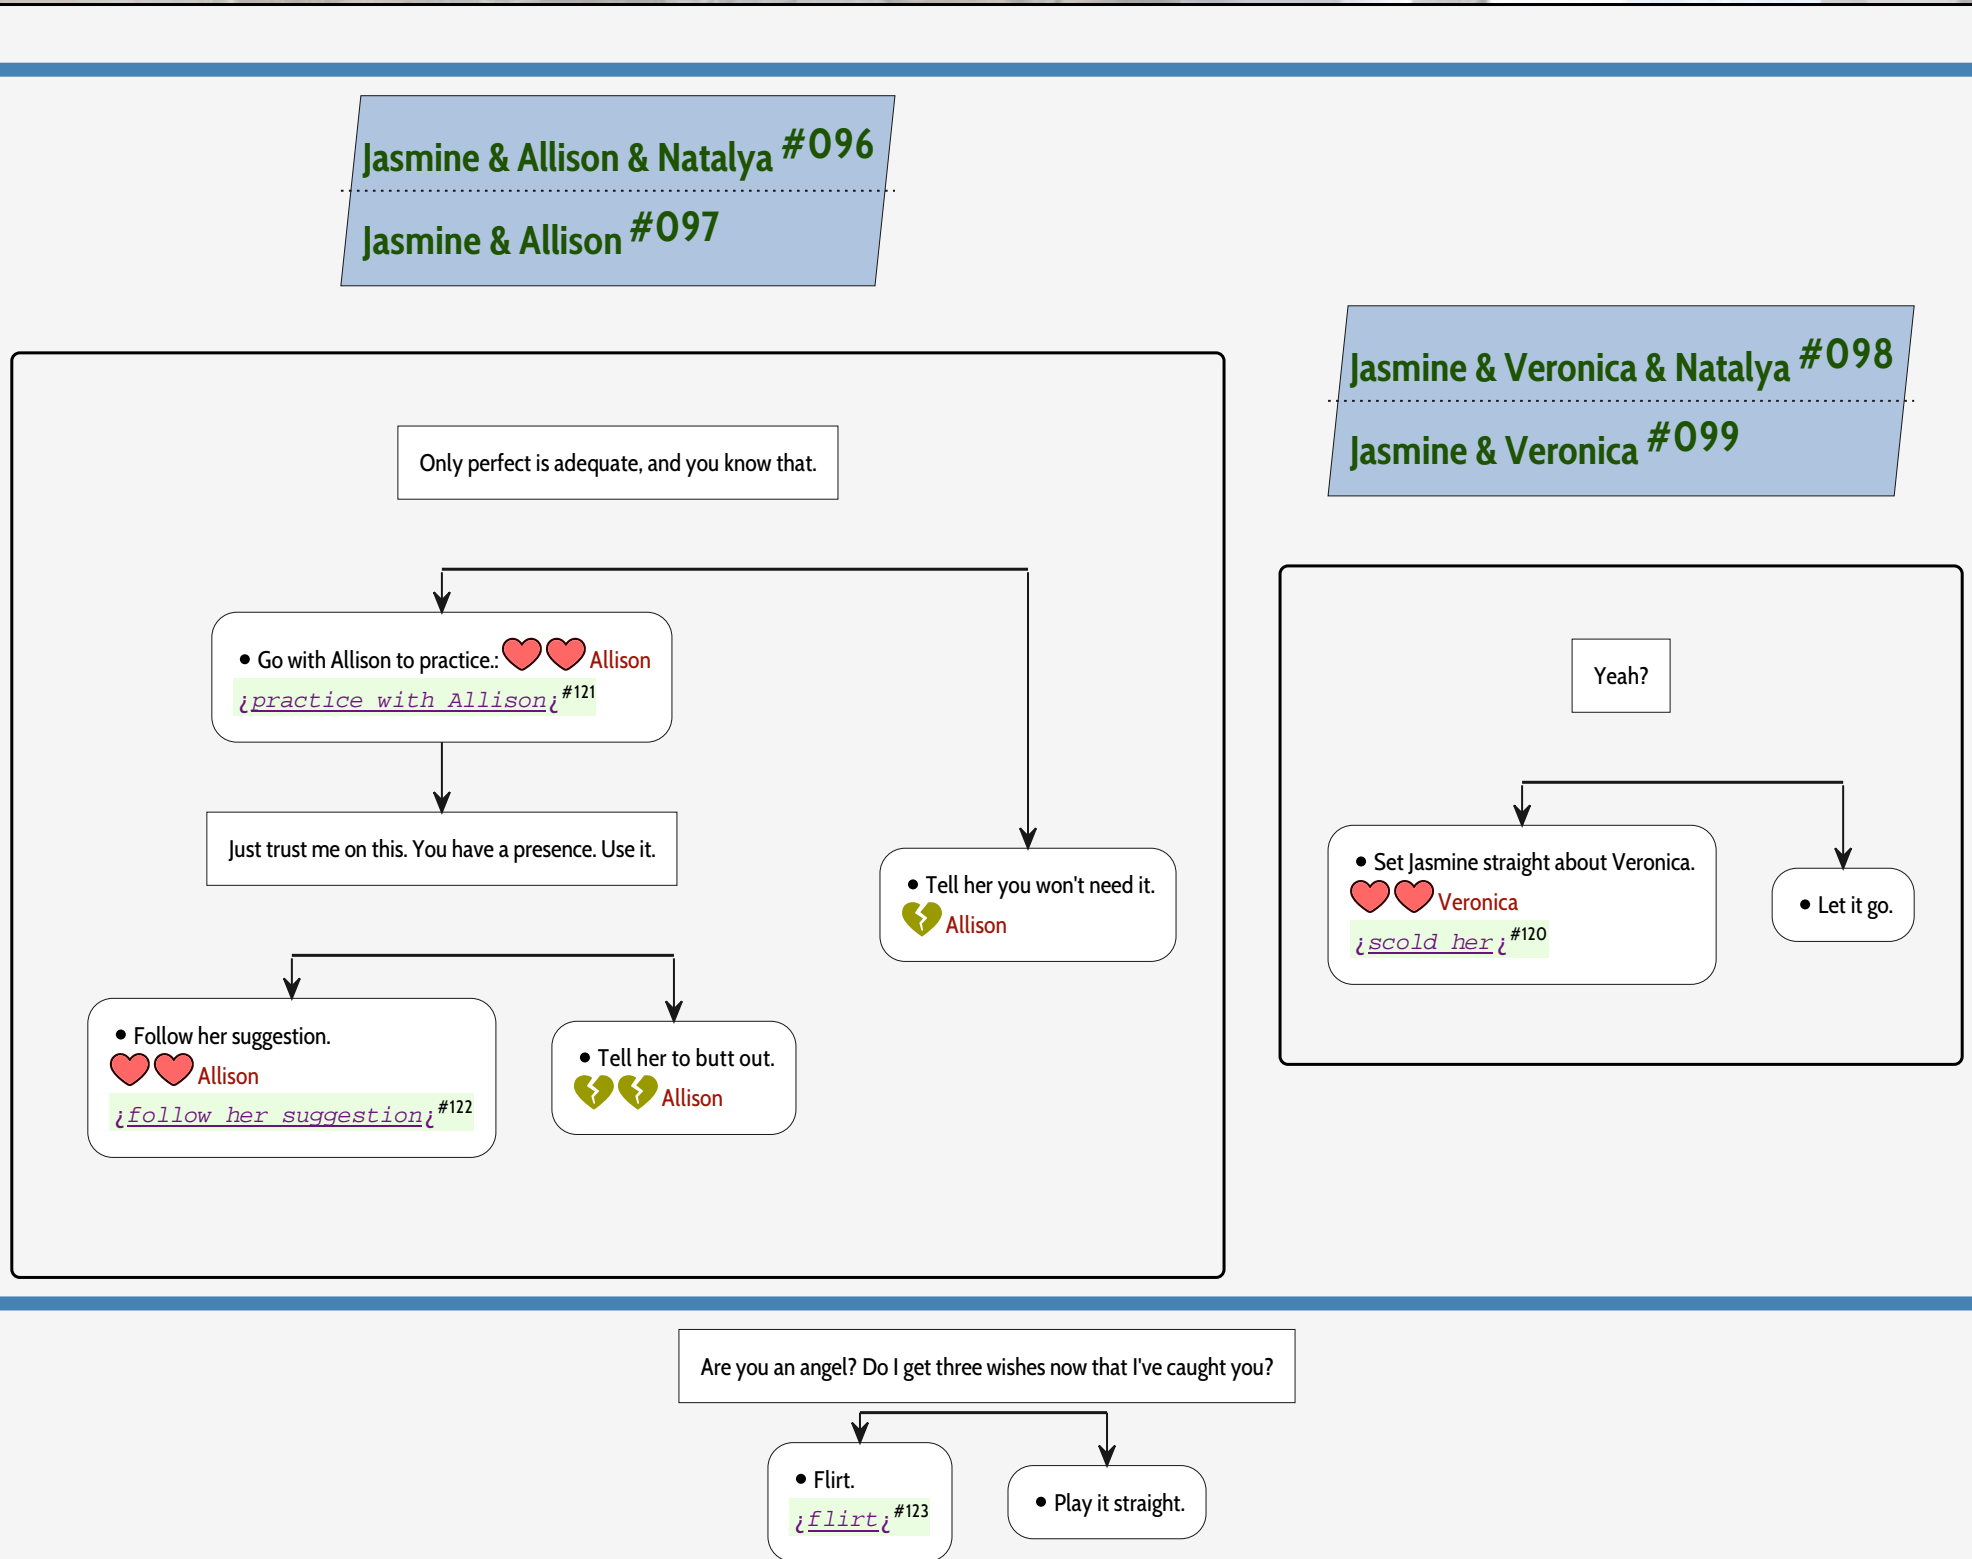 Jasmine & Allison & Natalya #096
Jasmine & Allison #097
Only perfect is adequate, and you know that.
• Go with Allison to practice.: Allison
¿practice with Allison¿ #121
Just trust me on this. You have a presence. Use it.
• Tell her you won't need it.
Allison
• Follow her suggestion.
Allison
¿follow her suggestion¿ #122
• Tell her to butt out.
Allison
Jasmine & Veronica & Natalya #098
Jasmine & Veronica #099
Yeah?
• Set Jasmine straight about Veronica.
Veronica
¿scold her¿ #120
• Let it go.
Are you an angel? Do I get three wishes now that I've caught you?
• Flirt.
¿flirt¿ #123
• Play it straight.